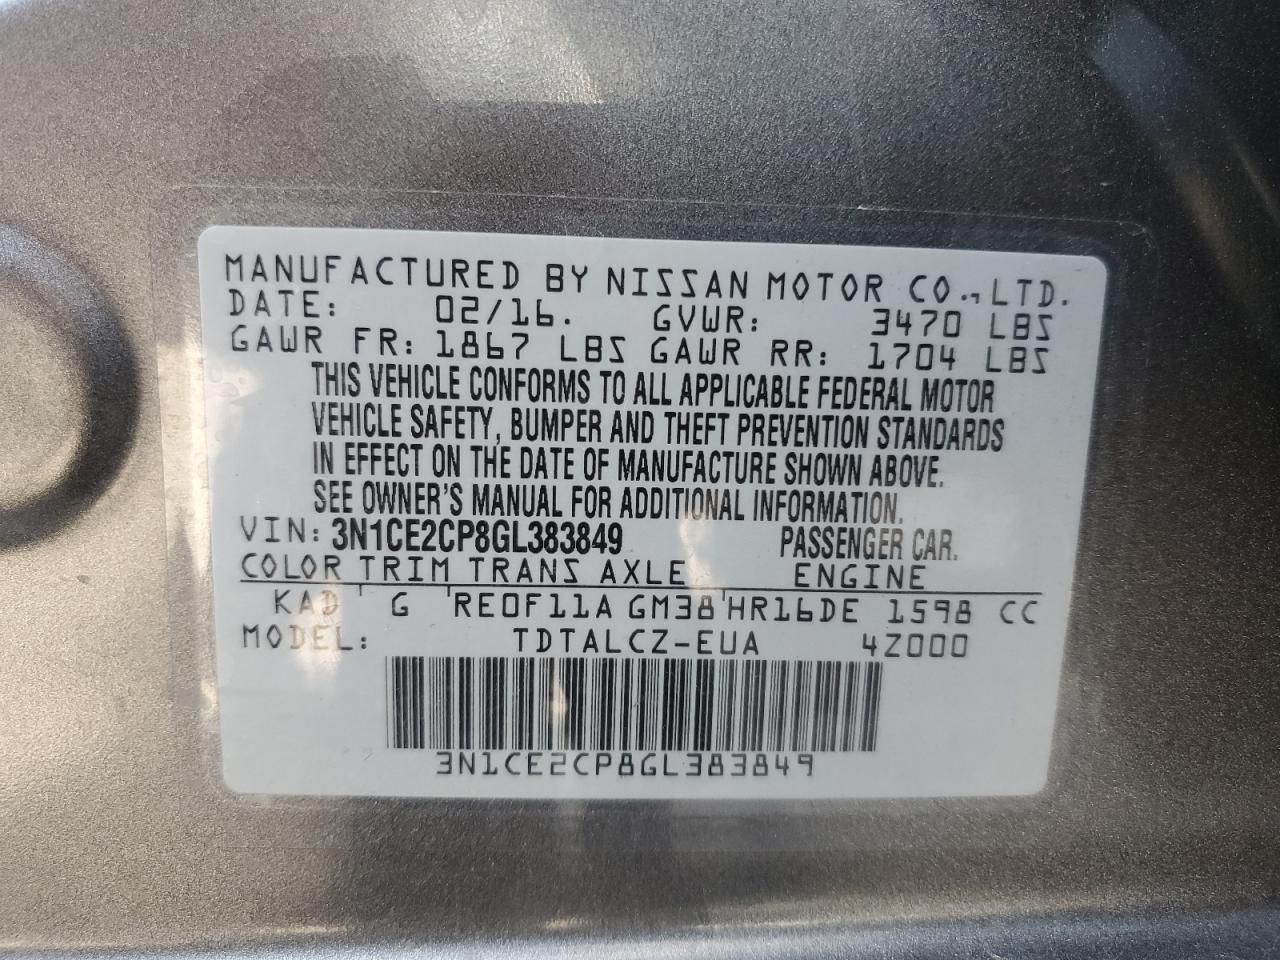 MANUFACTURED BY NISSAN MOTOR CO., LTD.
DATE: 02/16. GVWR: 3470 LBS
GAWR FR: 1867 LBS GAWR RR: 1704 LBS
THIS VEHICLE CONFORMS TO ALL APPLICABLE FEDERAL MOTOR
VEHICLE SAFETY, BUMPER AND THEFT PREVENTION STANDARDS
IN EFFECT ON THE DATE OF MANUFACTURE SHOWN ABOVE.
SEE OWNER'S MANUAL FOR ADDITIONAL INFORMATION.
VIN: 3N1CE2CP8GL383849 PASSENGER CAR.
COLOR TRIM TRANS AXLE ENGINE
KAD G RE0F11A GM38 HR16DE 1598 CC
MODEL: TDTALCZ-EUA 4Z000
3N1CE2CP8GL383849